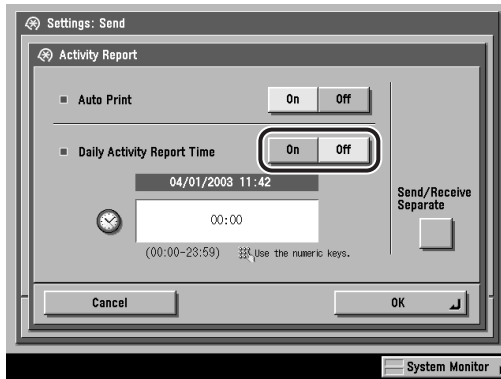 Settings: Send
Activity Report
Auto Print
On
Off
Daily Activity Report Time
On
Off
04/01/2003 11:42
00:00
(00:00-23:59)
Use the numeric keys.
Send/Receive
Separate
Cancel
OK
System Monitor